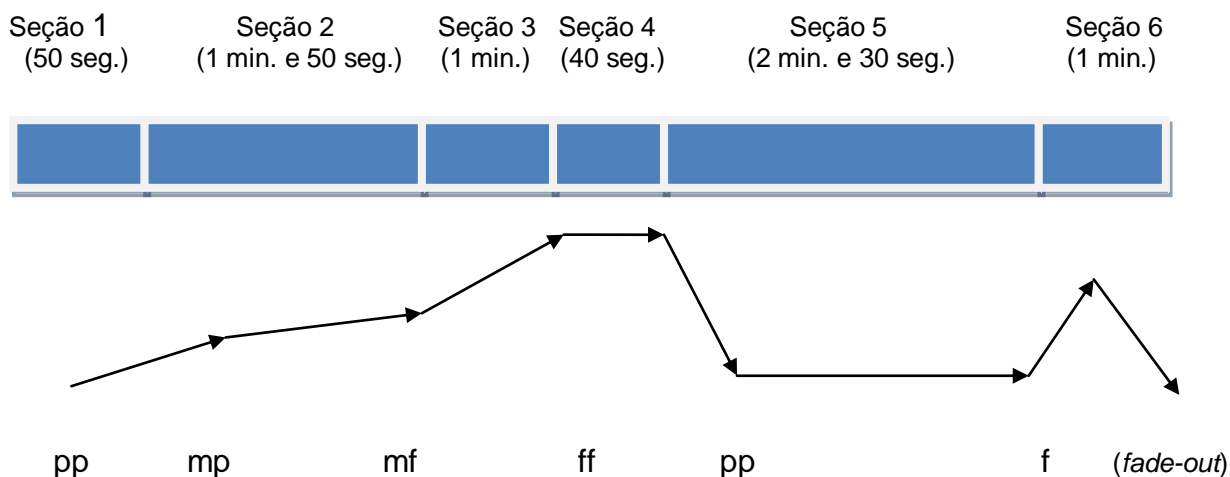 Seção 1 Seção 2 Seção 3 Seção 4 Seção 5 Seção 6
(50 seg.) (1 min. e 50 seg.) (1 min.) (40 seg.) (2 min. e 30 seg.) (1 min.)
pp mp mf ff pp f (fade-out)